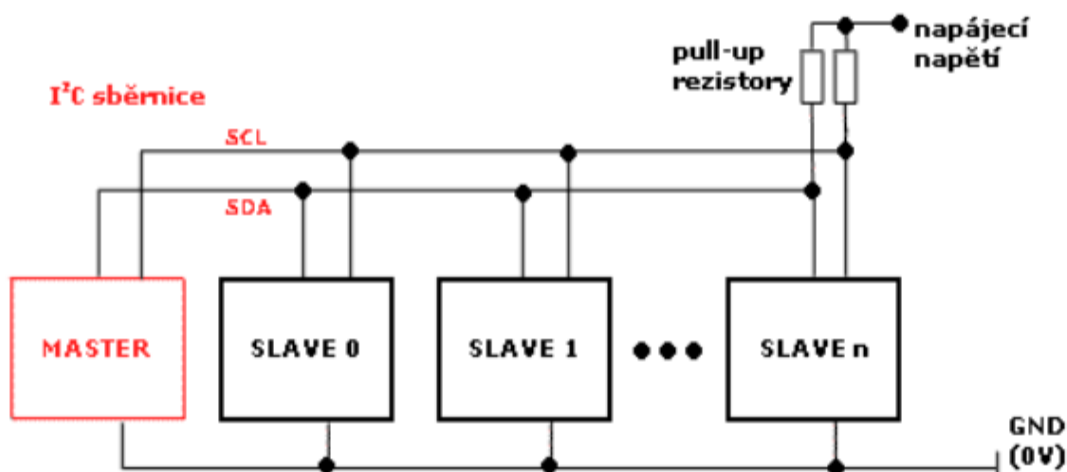 napájecí
napětí
pull-up
rezistory
I²C sběrnice
SCL
SDA
MASTER
SLAVE 0
SLAVE 1
SLAVE n
GND
(0V)